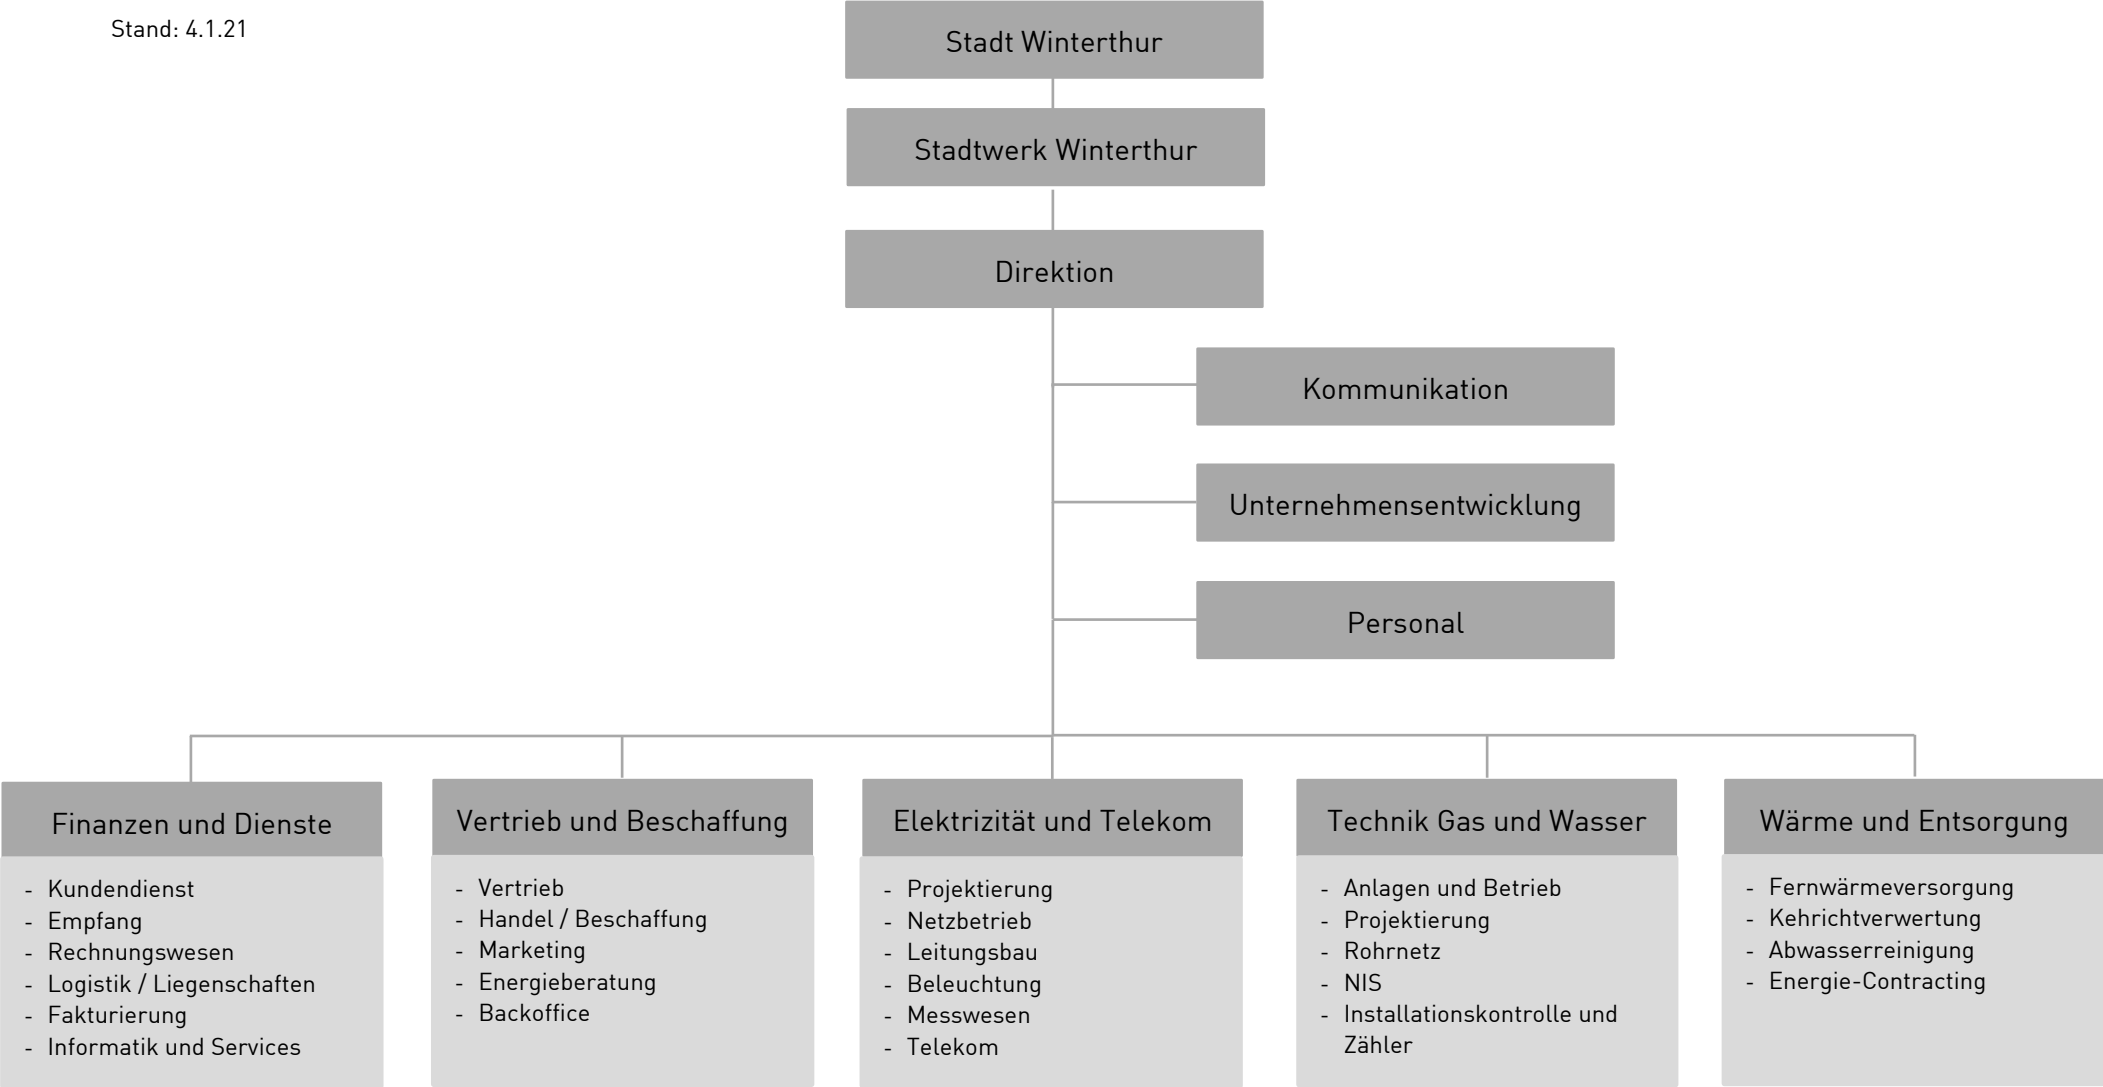 Stand: 4.1.21
Stadt Winterthur
Stadtwerk Winterthur
Direktion
Kommunikation
Unternehmensentwicklung
Personal
Finanzen und Dienste
- Kundendienst
- Empfang
- Rechnungswesen
- Logistik / Liegenschaften
- Fakturierung
- Informatik und Services
Vertrieb und Beschaffung
- Vertrieb
- Handel / Beschaffung
- Marketing
- Energieberatung
- Backoffice
Elektrizität und Telekom
- Projektierung
- Netzbetrieb
- Leitungsbau
- Beleuchtung
- Messwesen
- Telekom
Technik Gas und Wasser
- Anlagen und Betrieb
- Projektierung
- Rohrnetz
- NIS
- Installationskontrolle und
Zähler
Wärme und Entsorgung
- Fernwärmeversorgung
- Kehrichtverwertung
- Abwasserreinigung
- Energie-Contracting